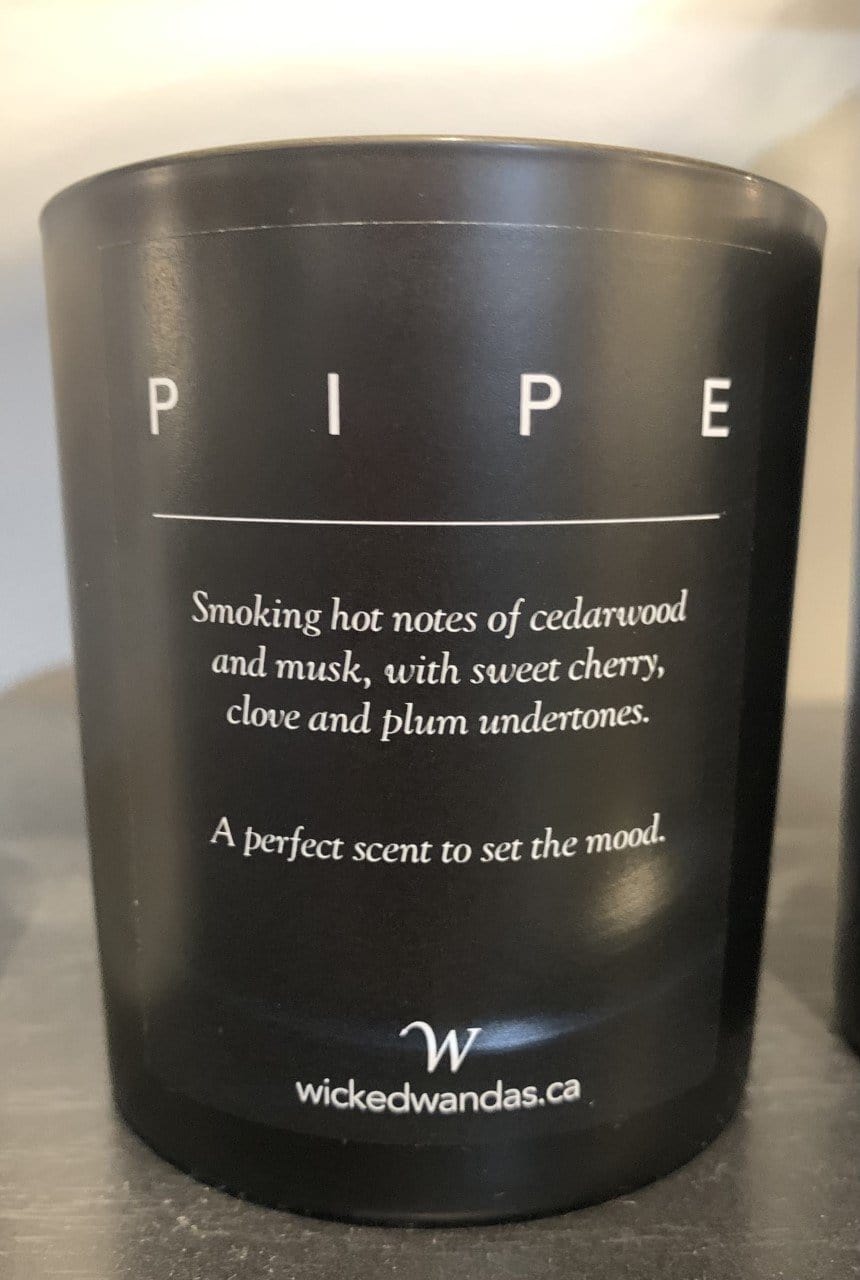 P I P E
Smoking hot notes of cedarwood
and musk, with sweet cherry,
clove and plum undertones.
A perfect scent to set the mood.
W
wickedwandas.ca